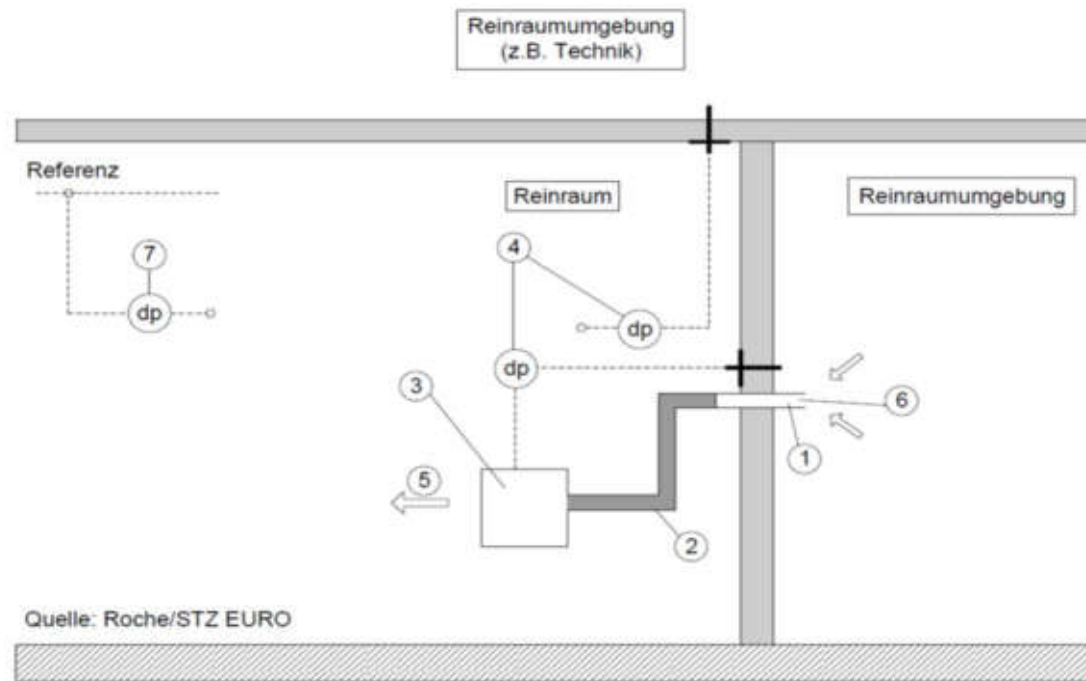 Reinraumumgebung
(z.B. Technik)
Referenz
Reinraum
Reinraumumgebung
7
4
dp
dp
dp
3
6
1
5
2
Quelle: Roche/STZ EURO